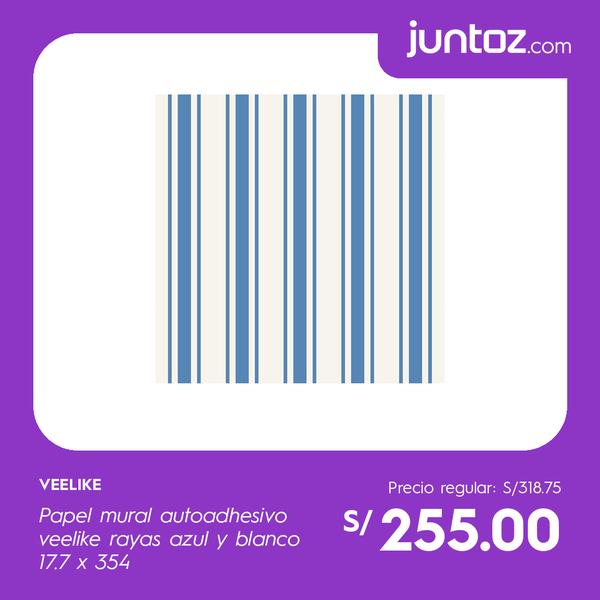 juntoz.com
VEELIKE
Papel mural autoadhesivo
veelike rayas azul y blanco
17.7 x 354
Precio regular: S/318.75
S/ 255.00